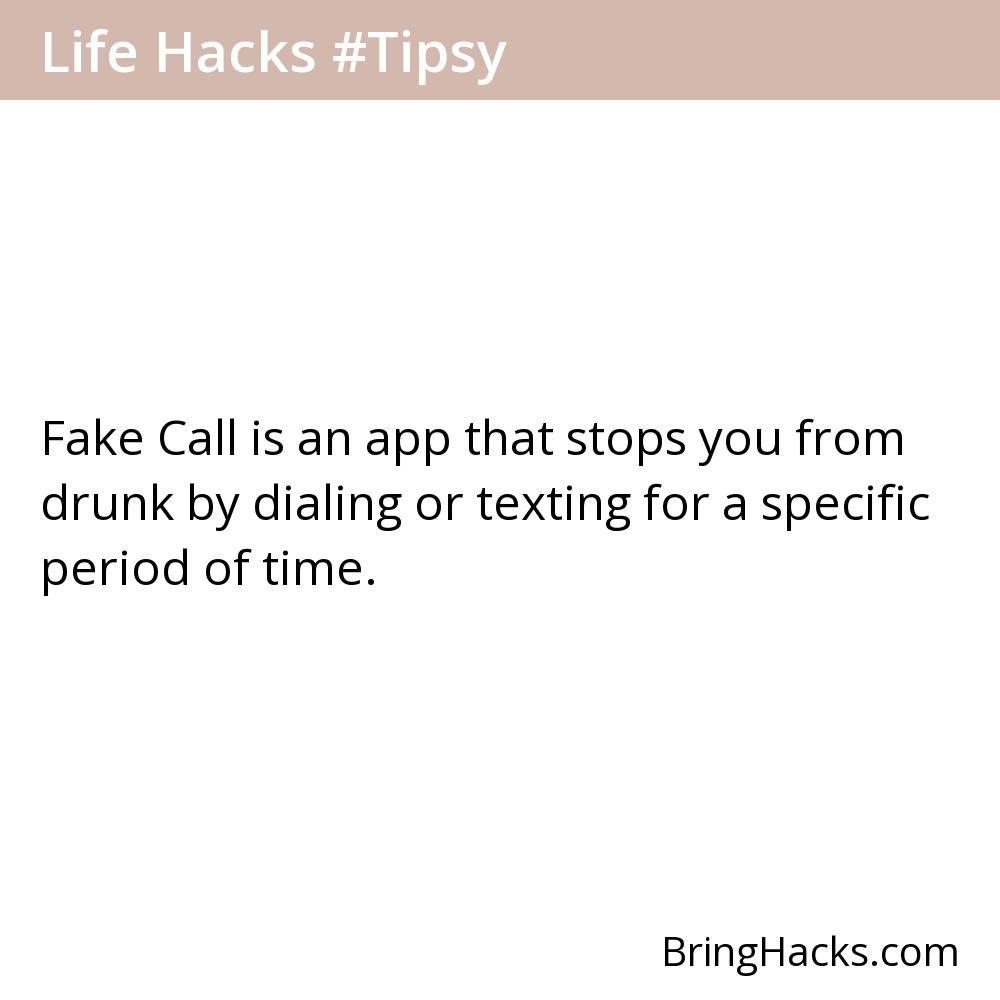 Life Hacks #Tipsy
Fake Call is an app that stops you from
drunk by dialing or texting for a specific
period of time.
BringHacks.com